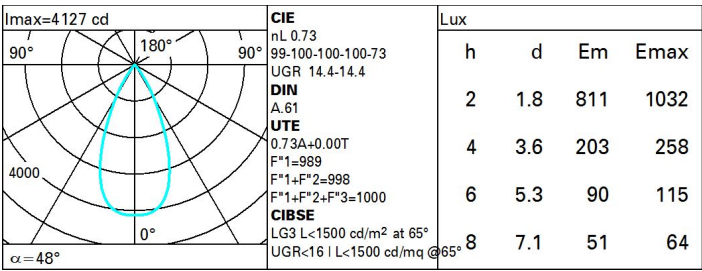 Imax=4127 cd
90°
180°
90°
4000
0°
α=48°
CIE
nL 0.73
99-100-100-100-73
UGR 14.4-14.4
DIN
A.61
UTE
0.73A+0.00T
F"1=989
F"1+F"2=998
F"1+F"2+F"3=1000
CIBSE
LG3 L<1500 cd/m² at 65°
UGR<16 | L<1500 cd/mq @65°
Lux
h d Em Emax
2 1.8 811 1032
4 3.6 203 258
6 5.3 90 115
8 7.1 51 64